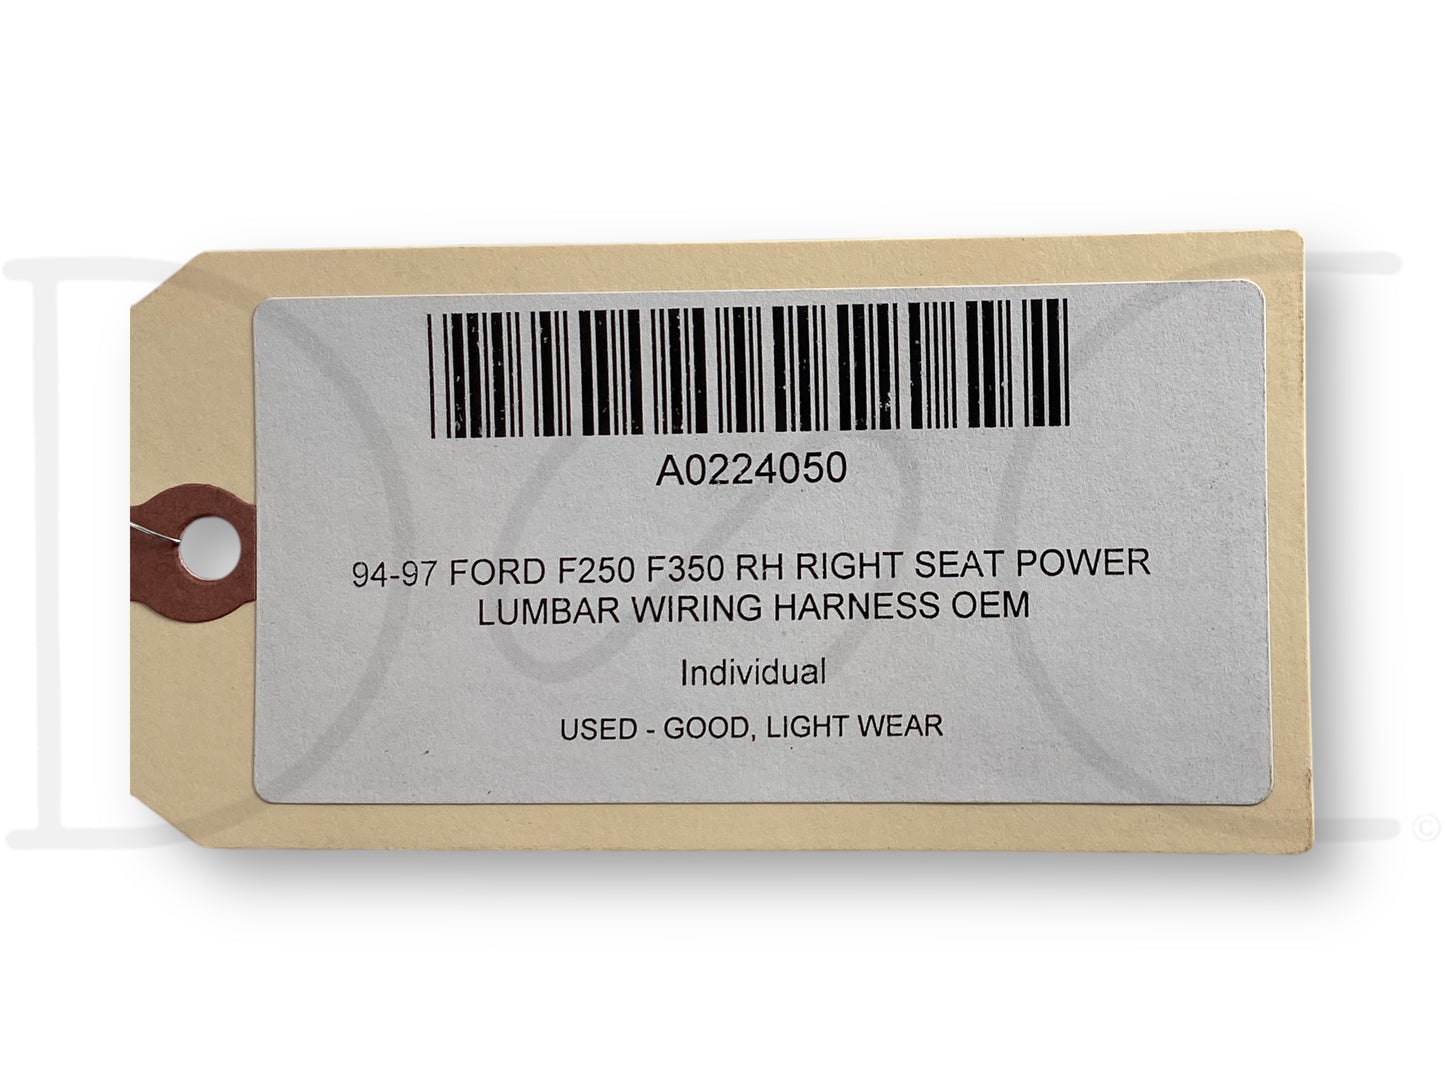 A0224050
94-97 FORD F250 F350 RH RIGHT SEAT POWER
LUMBAR WIRING HARNESS OEM
Individual
USED - GOOD, LIGHT WEAR
©